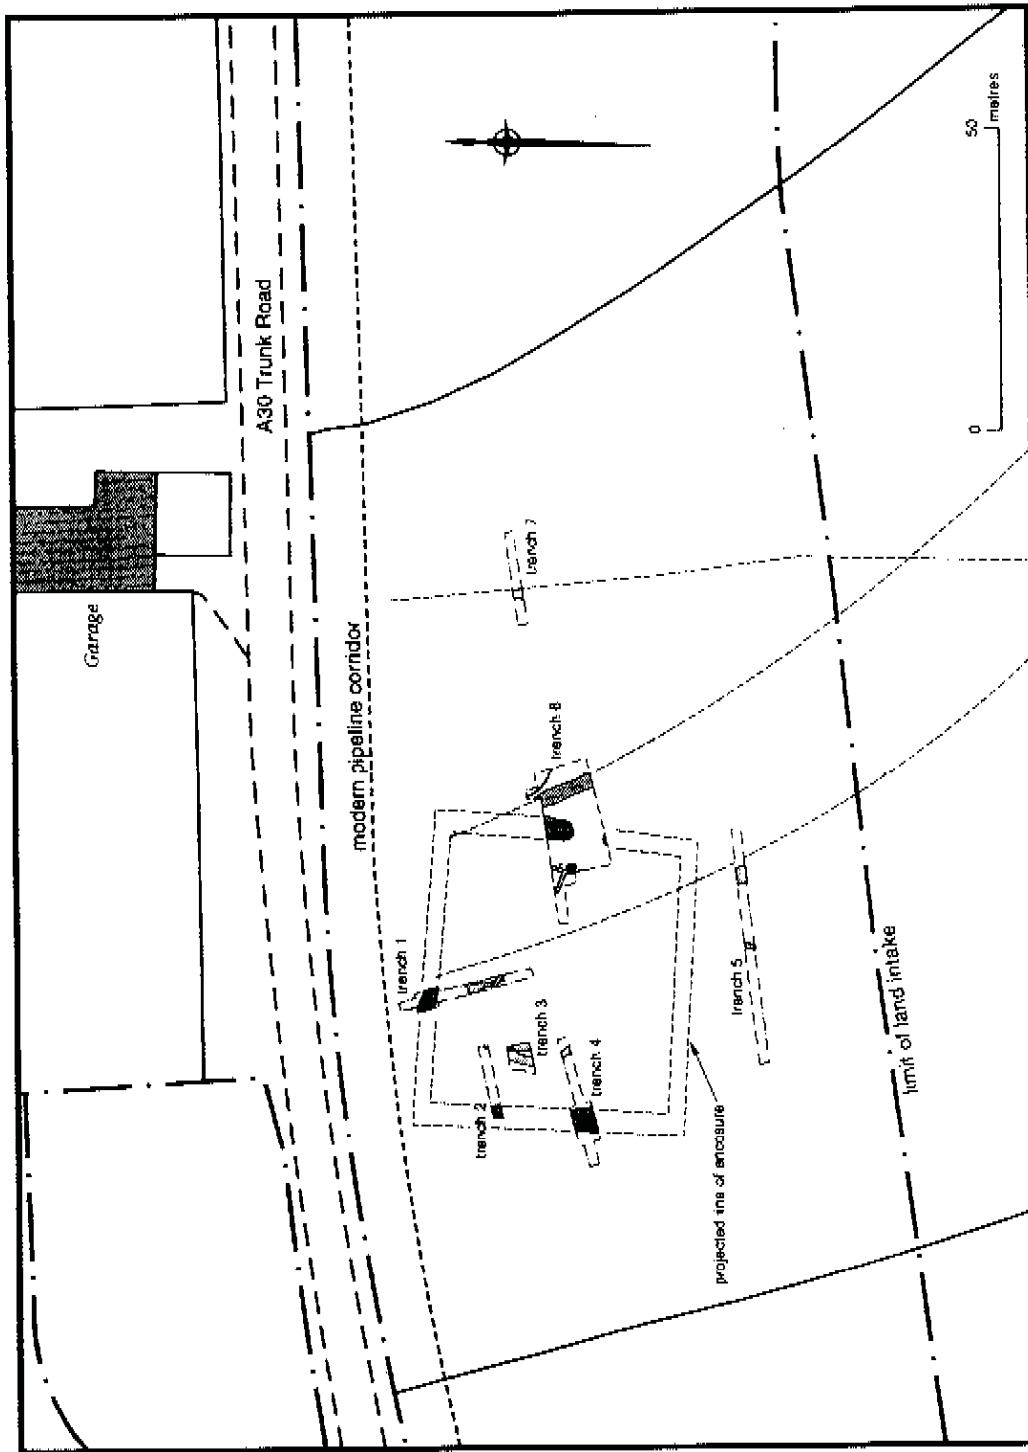 Garage
A30 Trunk Road
modern pipeline corridor
trench 1
trench 2
trench 3
trench 4
trench 8
trench 7
trench 5
projected line of enclosure
limit of land intake
0
50
metres